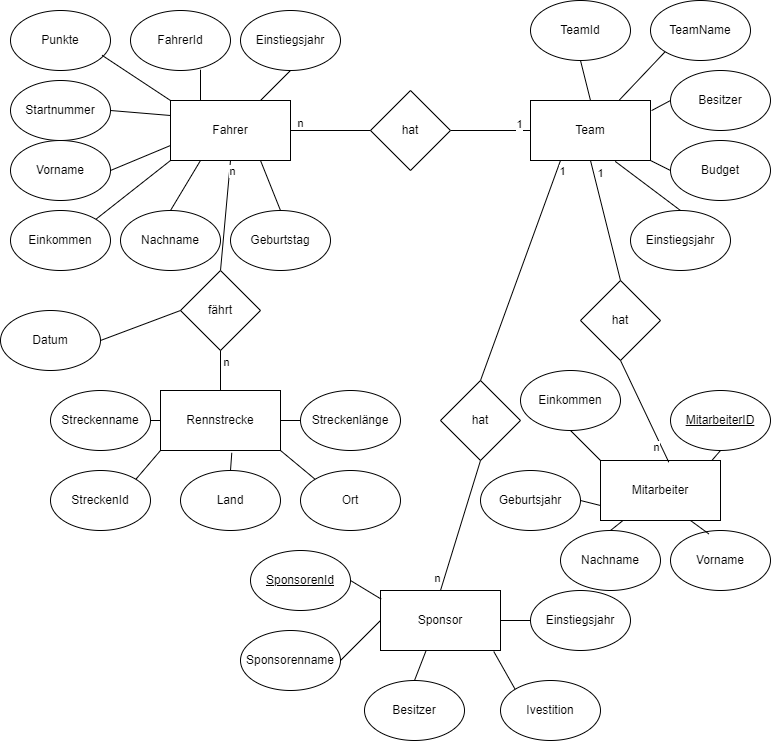 Punkte
FahrerId
Einstiegsjahr
TeamId
TeamName
Startnummer
Fahrer
n
hat
1
Team
Besitzer
Vorname
n
1
1
Budget
Einkommen
Nachname
Geburtstag
Einstiegsjahr
fährt
hat
Datum
n
Streckenname
Rennstrecke
Streckenlänge
hat
Einkommen
MitarbeiterID
n
StreckenId
Land
Ort
Geburtsjahr
Mitarbeiter
Nachname
Vorname
SponsorenId
n
Sponsor
Einstiegsjahr
Sponsorenname
Besitzer
Ivestition